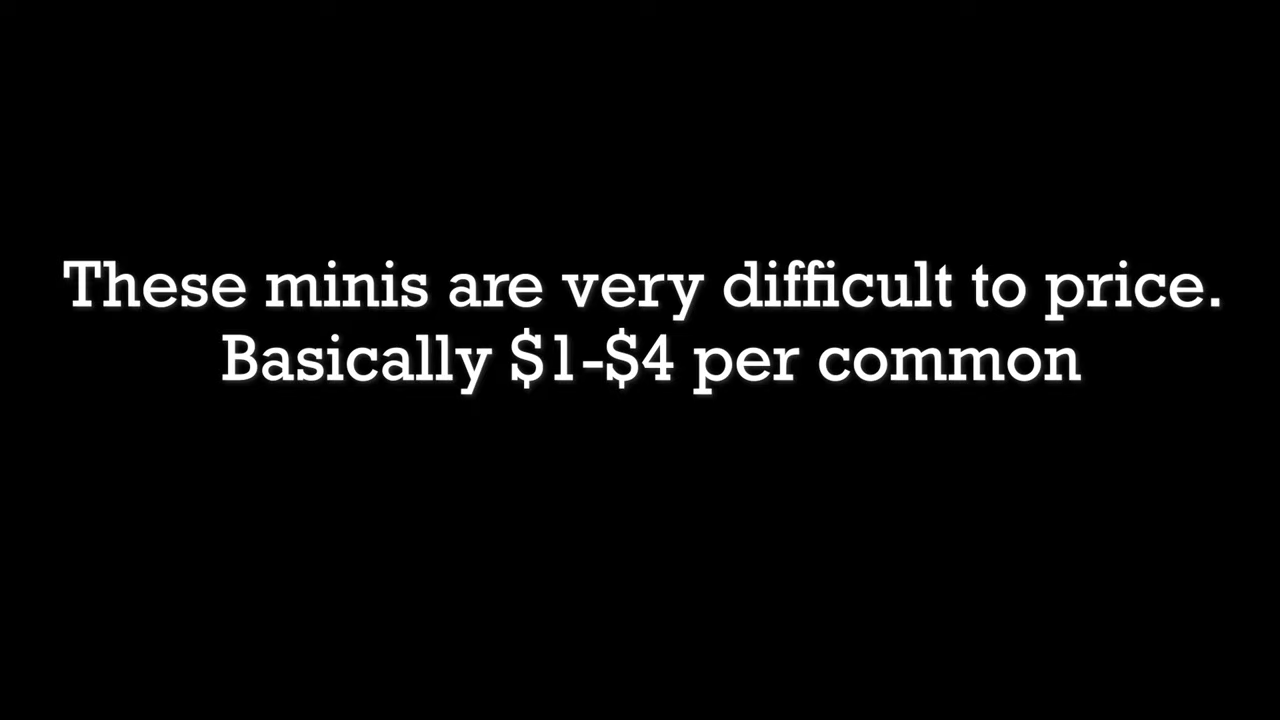 These minis are very difficult to price.
Basically $1-$4 per common